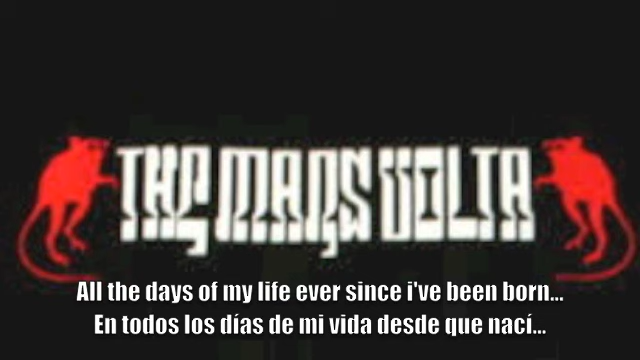 THE MARS VOLTA
All the days of my life ever since i've been born...
En todos los días de mi vida desde que nací...